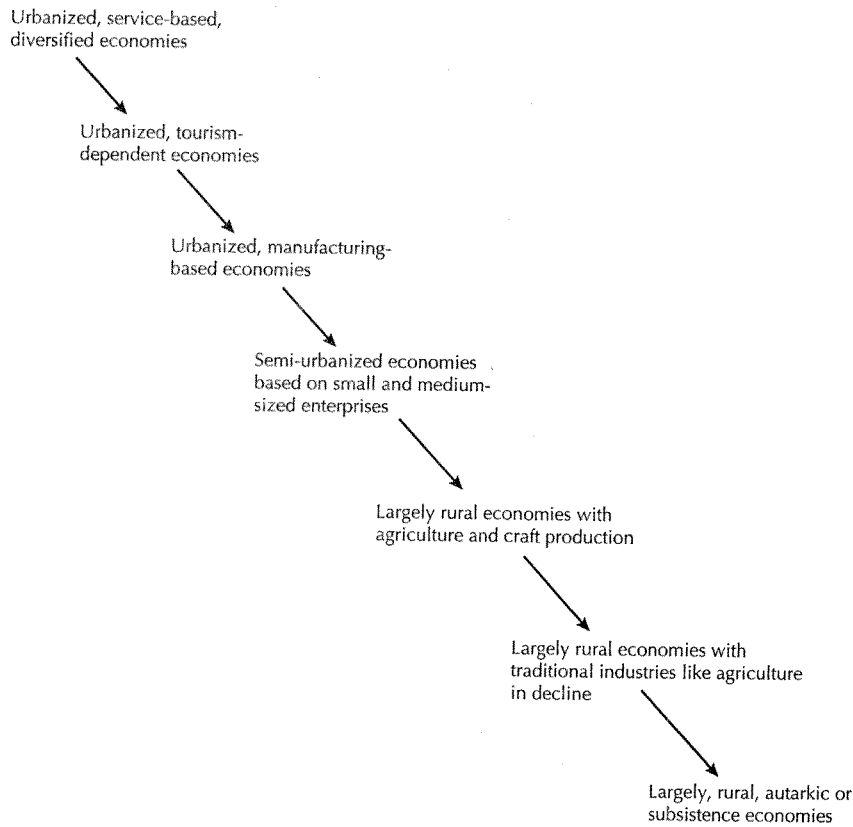 Urbanized, service-based,
diversified economies
Urbanized, tourism-
dependent economies
Urbanized, manufacturing-
based economies
Semi-urbanized economies
based on small and medium-
sized enterprises
Largely rural economies with
agriculture and craft production
Largely rural economies with
traditional industries like agriculture
in decline
Largely, rural, autarkic or
subsistence economies